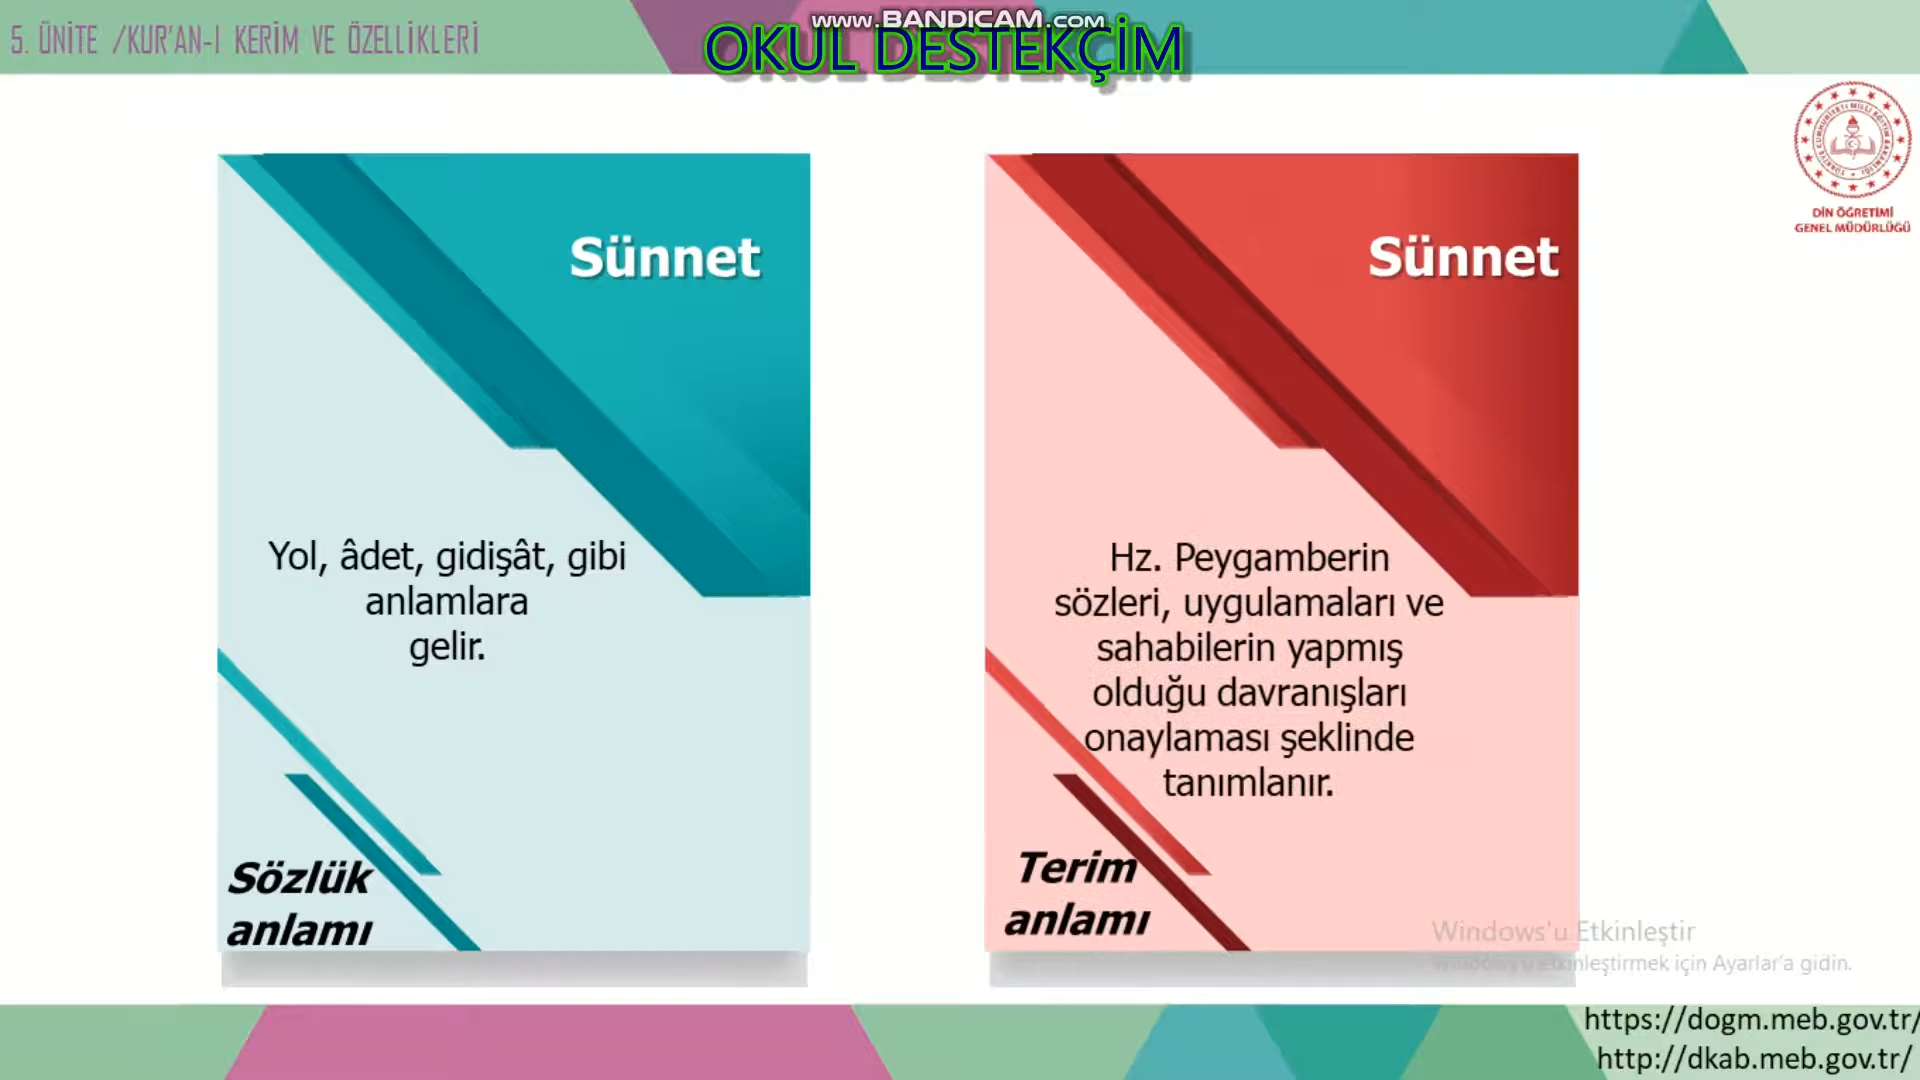 5. ÜNİTE /KUR'AN-I KERİM VE ÖZELLİKLERİ
www.BANDICAM.com
OKUL DESTEKÇİM
DİN ÖĞRETİMİ
GENEL MÜDÜRLÜĞÜ
Sünnet
Yol, âdet, gidişât, gibi
anlamlara
gelir.
Sözlük
anlamı
Sünnet
Hz. Peygamberin
sözleri, uygulamaları ve
sahabilerin yapmış
olduğu davranışları
onaylaması şeklinde
tanımlanır.
Terim
anlamı
Windows'u Etkinleştir
Windows'u etkinleştirmek için Ayarlar'a gidin.
https://dogm.meb.gov.tr/
http://dkab.meb.gov.tr/